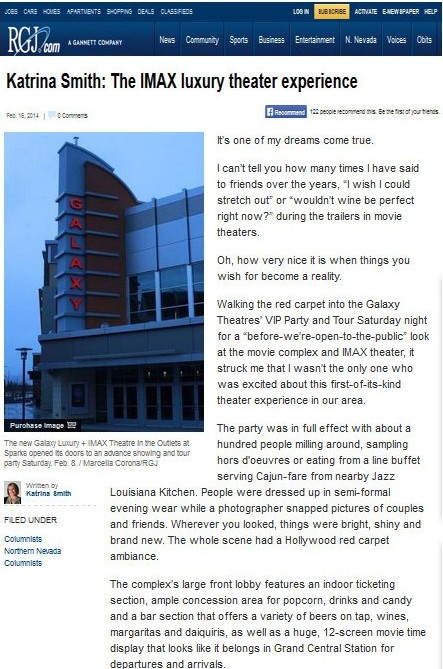 JOBS CARS HOMES APARTMENTS SHOPPING DEALS CLASSIFIEDS
LOG IN SUBSCRIBE ACTIVATE E-NEWSPAPER HELP
RGJ.com A GANNETT COMPANY
News Community Sports Business Entertainment N. Nevada Voices Obits
Katrina Smith: The IMAX luxury theater experience
Feb. 16, 2014 | 0 Comments
Recommend 122 people recommend this. Be the first of your friends.
GALAXY
Purchase Image
The new Galaxy Luxury + IMAX Theatre in the Outlets at
Sparks opened its doors to an advance showing and tour
party Saturday, Feb. 8. / Marcella Corona/RGJ
Written by
Katrina Smith
FILED UNDER
Columnists
Northern Nevada
Columnists
It's one of my dreams come true.
I can't tell you how many times I have said
to friends over the years, "I wish I could
stretch out" or "wouldn't wine be perfect
right now?" during the trailers in movie
theaters.
Oh, how very nice it is when things you
wish for become a reality.
Walking the red carpet into the Galaxy
Theatres' VIP Party and Tour Saturday night
for a "before-we're-open-to-the-public" look
at the movie complex and IMAX theater, it
struck me that I wasn't the only one who
was excited about this first-of-its-kind
theater experience in our area.
The party was in full effect with about a
hundred people milling around, sampling
hors d'oeuvres or eating from a line buffet
serving Cajun-fare from nearby Jazz
Louisiana Kitchen. People were dressed up in semi-formal
evening wear while a photographer snapped pictures of couples
and friends. Wherever you looked, things were bright, shiny and
brand new. The whole scene had a Hollywood red carpet
ambiance.
The complex's large front lobby features an indoor ticketing
section, ample concession area for popcorn, drinks and candy
and a bar section that offers a variety of beers on tap, wines,
margaritas and daiquiris, as well as a huge, 12-screen movie time
display that looks like it belongs in Grand Central Station for
departures and arrivals.